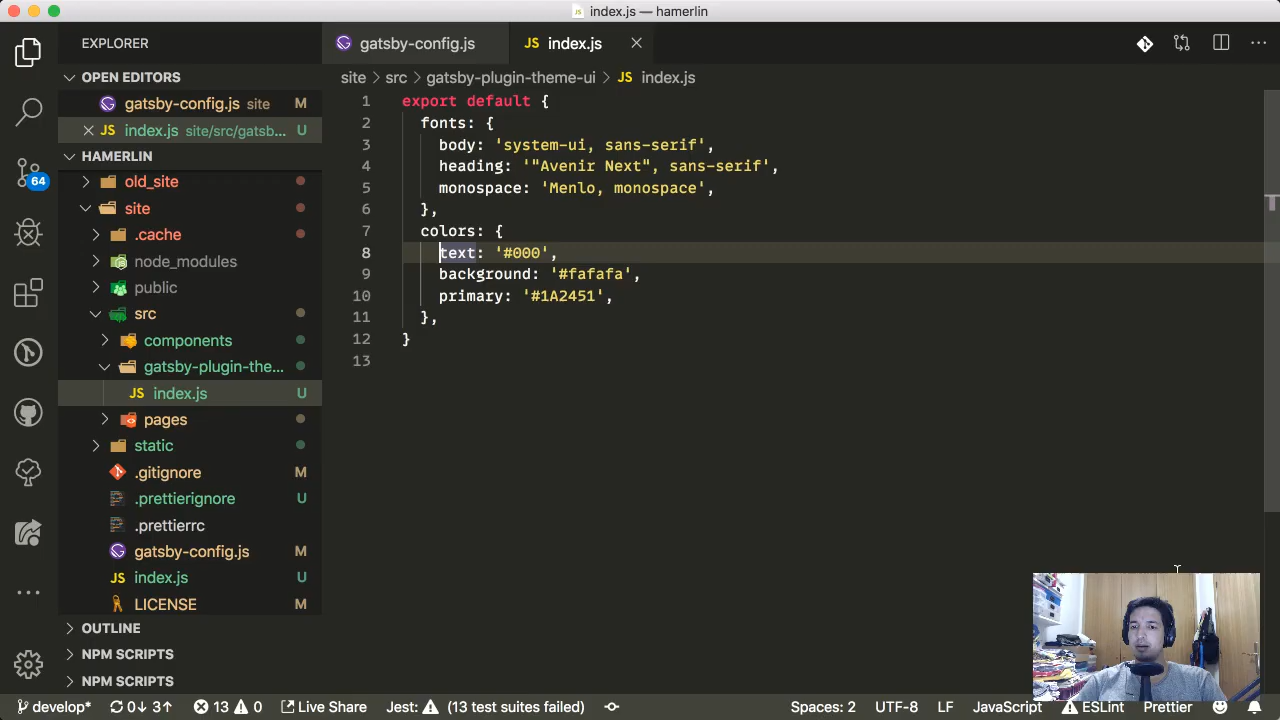 index.js — hamerlin
EXPLORER
OPEN EDITORS
gatsby-config.js site M
JS index.js site/src/gatsb... U
HAMERLIN
old_site
site
.cache
node_modules
public
src
components
gatsby-plugin-the...
JS index.js U
pages
static
.gitignore M
.prettierignore U
.prettierrc
gatsby-config.js M
JS index.js U
LICENSE M
OUTLINE
NPM SCRIPTS
NPM SCRIPTS
64
gatsby-config.js
JS index.js
site > src > gatsby-plugin-theme-ui > JS index.js
1 export default {
2 fonts: {
3 body: 'system-ui, sans-serif',
4 heading: '"Avenir Next", sans-serif',
5 monospace: 'Menlo, monospace',
6 },
7 colors: {
8 text: '#000',
9 background: '#fafafa',
10 primary: '#1A2451',
11 },
12 }
13
develop* 0↓ 3↑ 13 0 Live Share Jest: (13 test suites failed) Spaces: 2 UTF-8 LF JavaScript ESLint Prettier